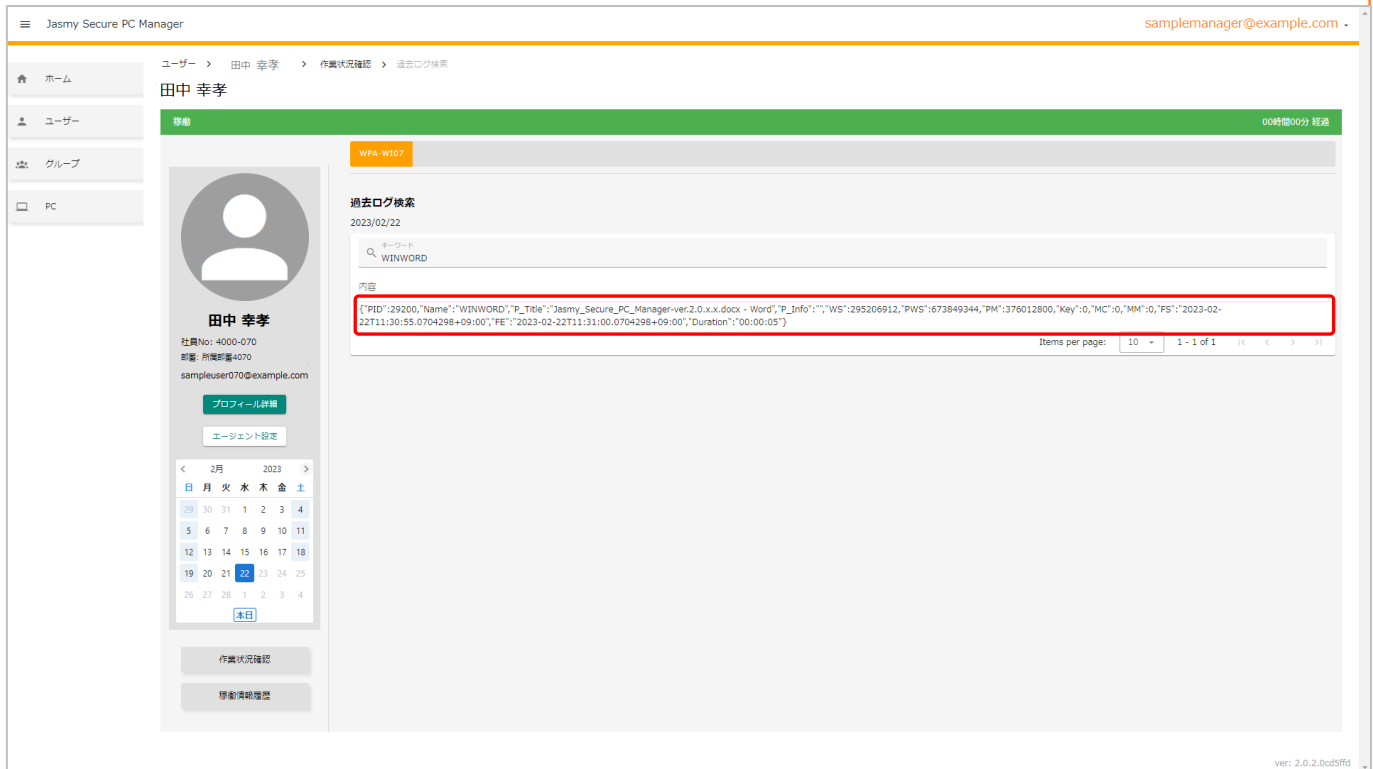 Jasmy Secure PC Manager
samplemanager@example.com
ホーム
ユーザー
グループ
PC
ユーザー > 田中 幸孝 > 作業状況確認 > 過去ログ検索
田中 幸孝
稼働 00時間00分 経過
WPA-WI07
過去ログ検索
2023/02/22
キーワード
WINWORD
内容
{"PID":29200,"Name":"WINWORD","P_Title":"Jasmy_Secure_PC_Manager-ver.2.0.x.x.docx - Word","P_Info":"","WS":295206912,"PWS":673849344,"PM":376012800,"Key":0,"MC":0,"MM":0,"FS":"2023-02-
22T11:30:55.0704298+09:00","FE":"2023-02-22T11:31:00.0704298+09:00","Duration":"00:00:05"}
Items per page: 10 1 - 1 of 1
田中 幸孝
社員No: 4000-070
部署: 所属部署4070
sampleuser070@example.com
プロフィール詳細
エージェント設定
2月 2023
日 月 火 水 木 金 土
29 30 31 1 2 3 4
5 6 7 8 9 10 11
12 13 14 15 16 17 18
19 20 21 22 23 24 25
26 27 28 1 2 3 4
本日
作業状況確認
稼働情報履歴
ver: 2.0.2.0cd5ffd